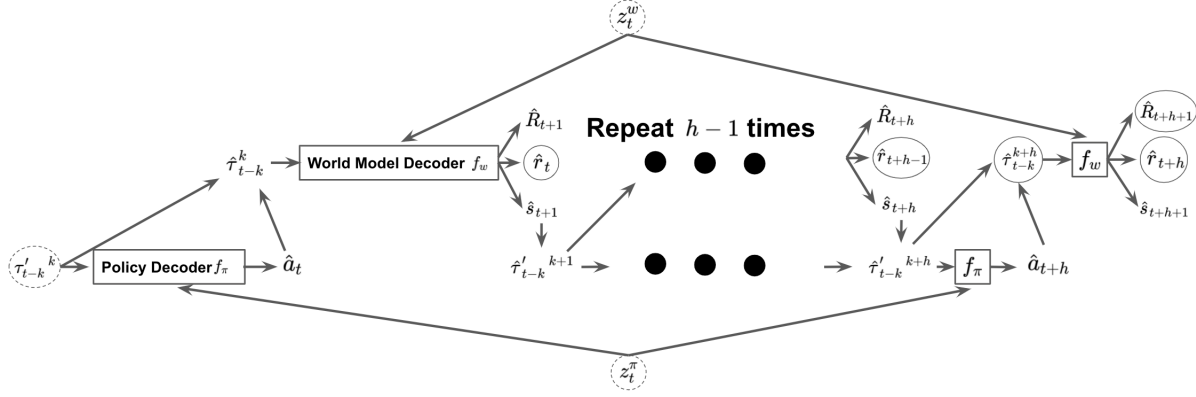 z_t^w
R̂_{t+1}
Repeat h − 1 times
R̂_{t+h}
R̂_{t+h+1}
τ̂_{t-k}^k
World Model Decoder f_w
r̂_t
r̂_{t+h-1}
τ̂_{t-k}^{k+h}
f_w
r̂_{t+h}
ŝ_{t+1}
ŝ_{t+h}
ŝ_{t+h+1}
τ'_{t-k}^k
Policy Decoder f_π
â_t
τ̂'_{t-k}^{k+1}
τ̂'_{t-k}^{k+h}
f_π
â_{t+h}
z_t^π